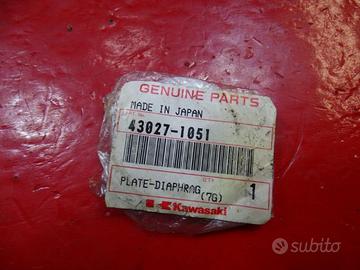 GENUINE PARTS
MADE IN JAPAN
43027-1051
PLATE-DIAPHRAG
(7G)
1
Kawasaki
subito